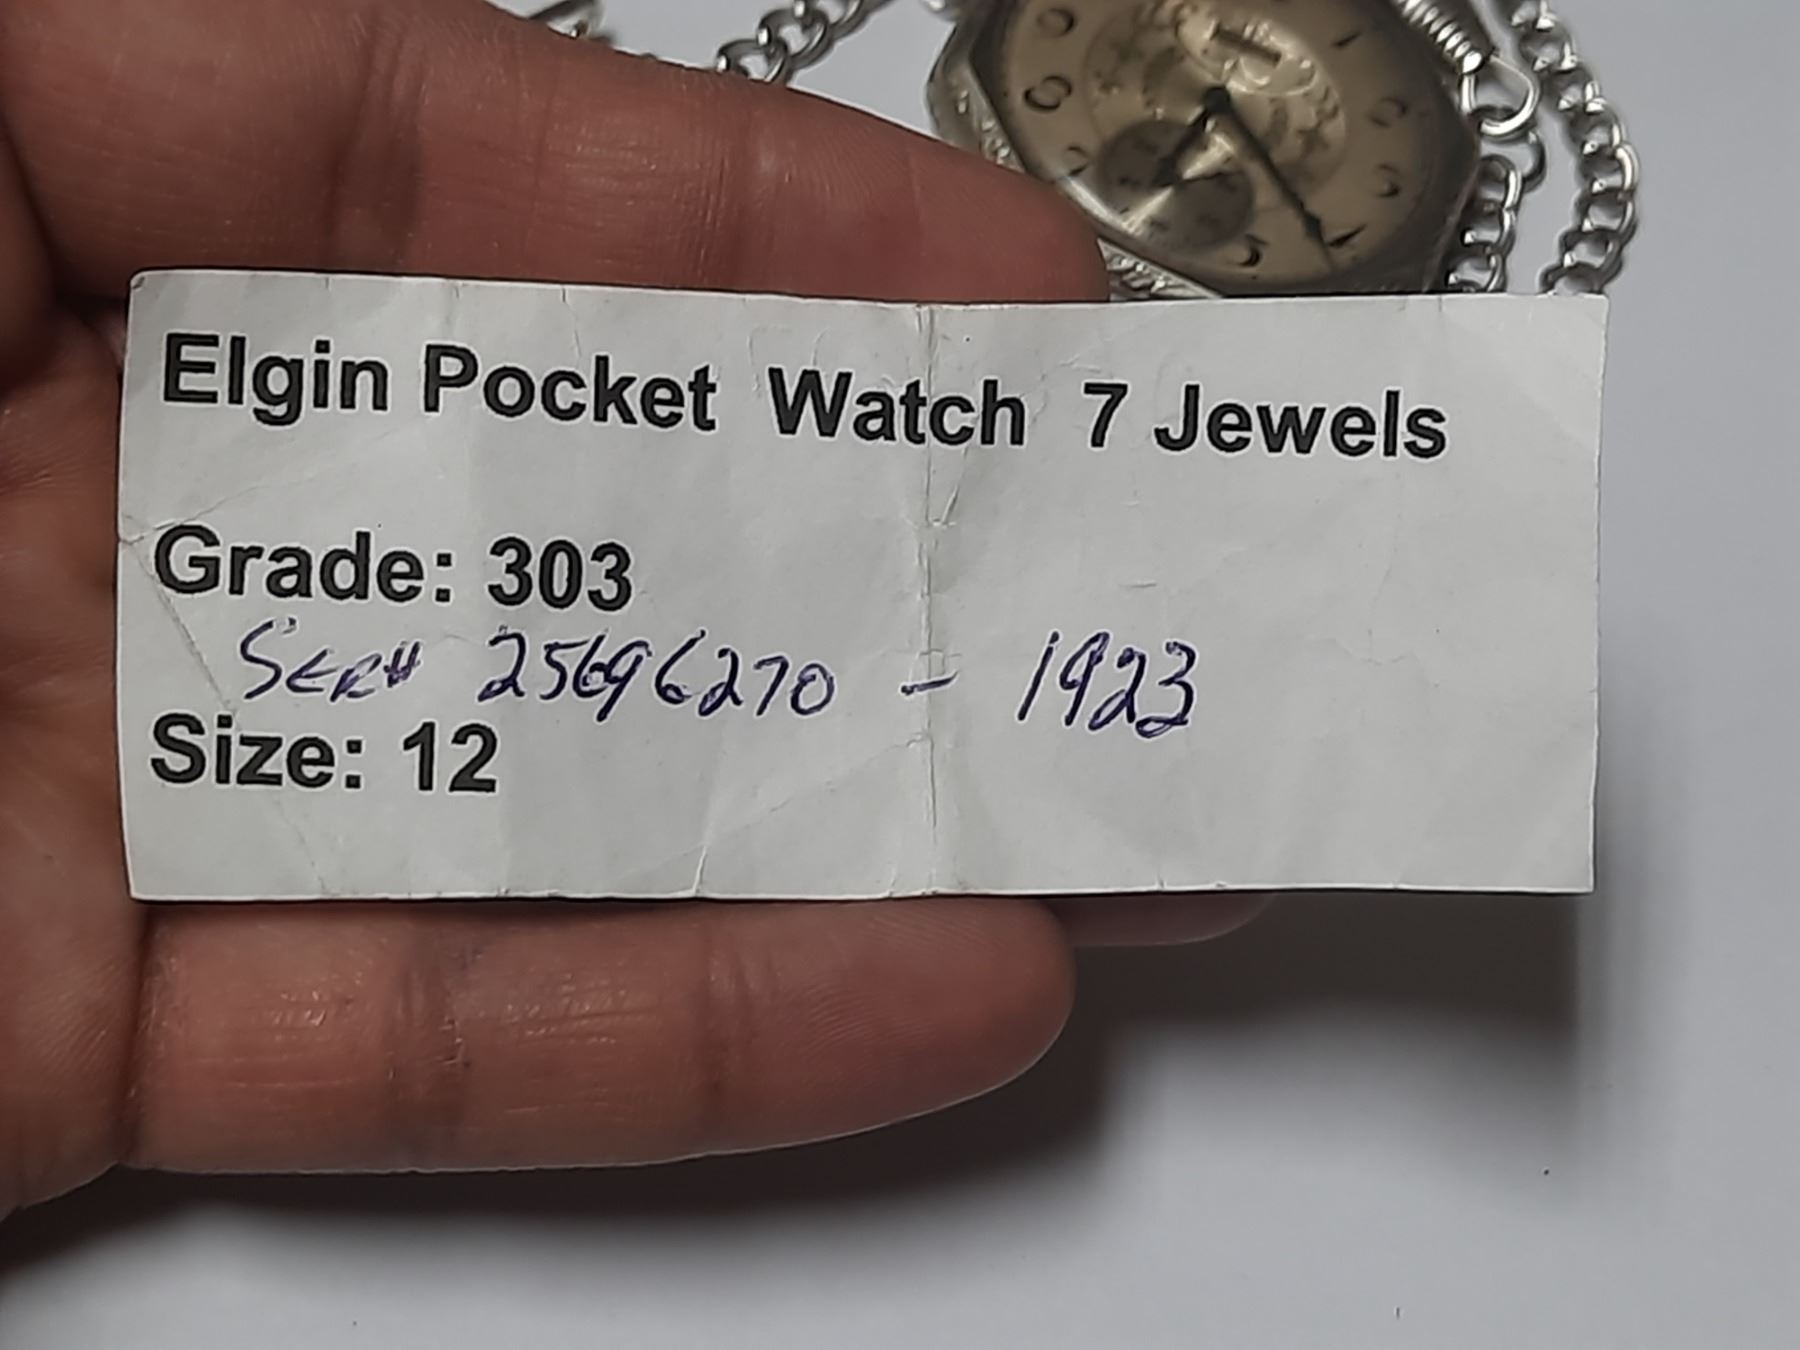 Elgin Pocket Watch 7 Jewels
Grade: 303
SER# 25696270 - 1923
Size: 12